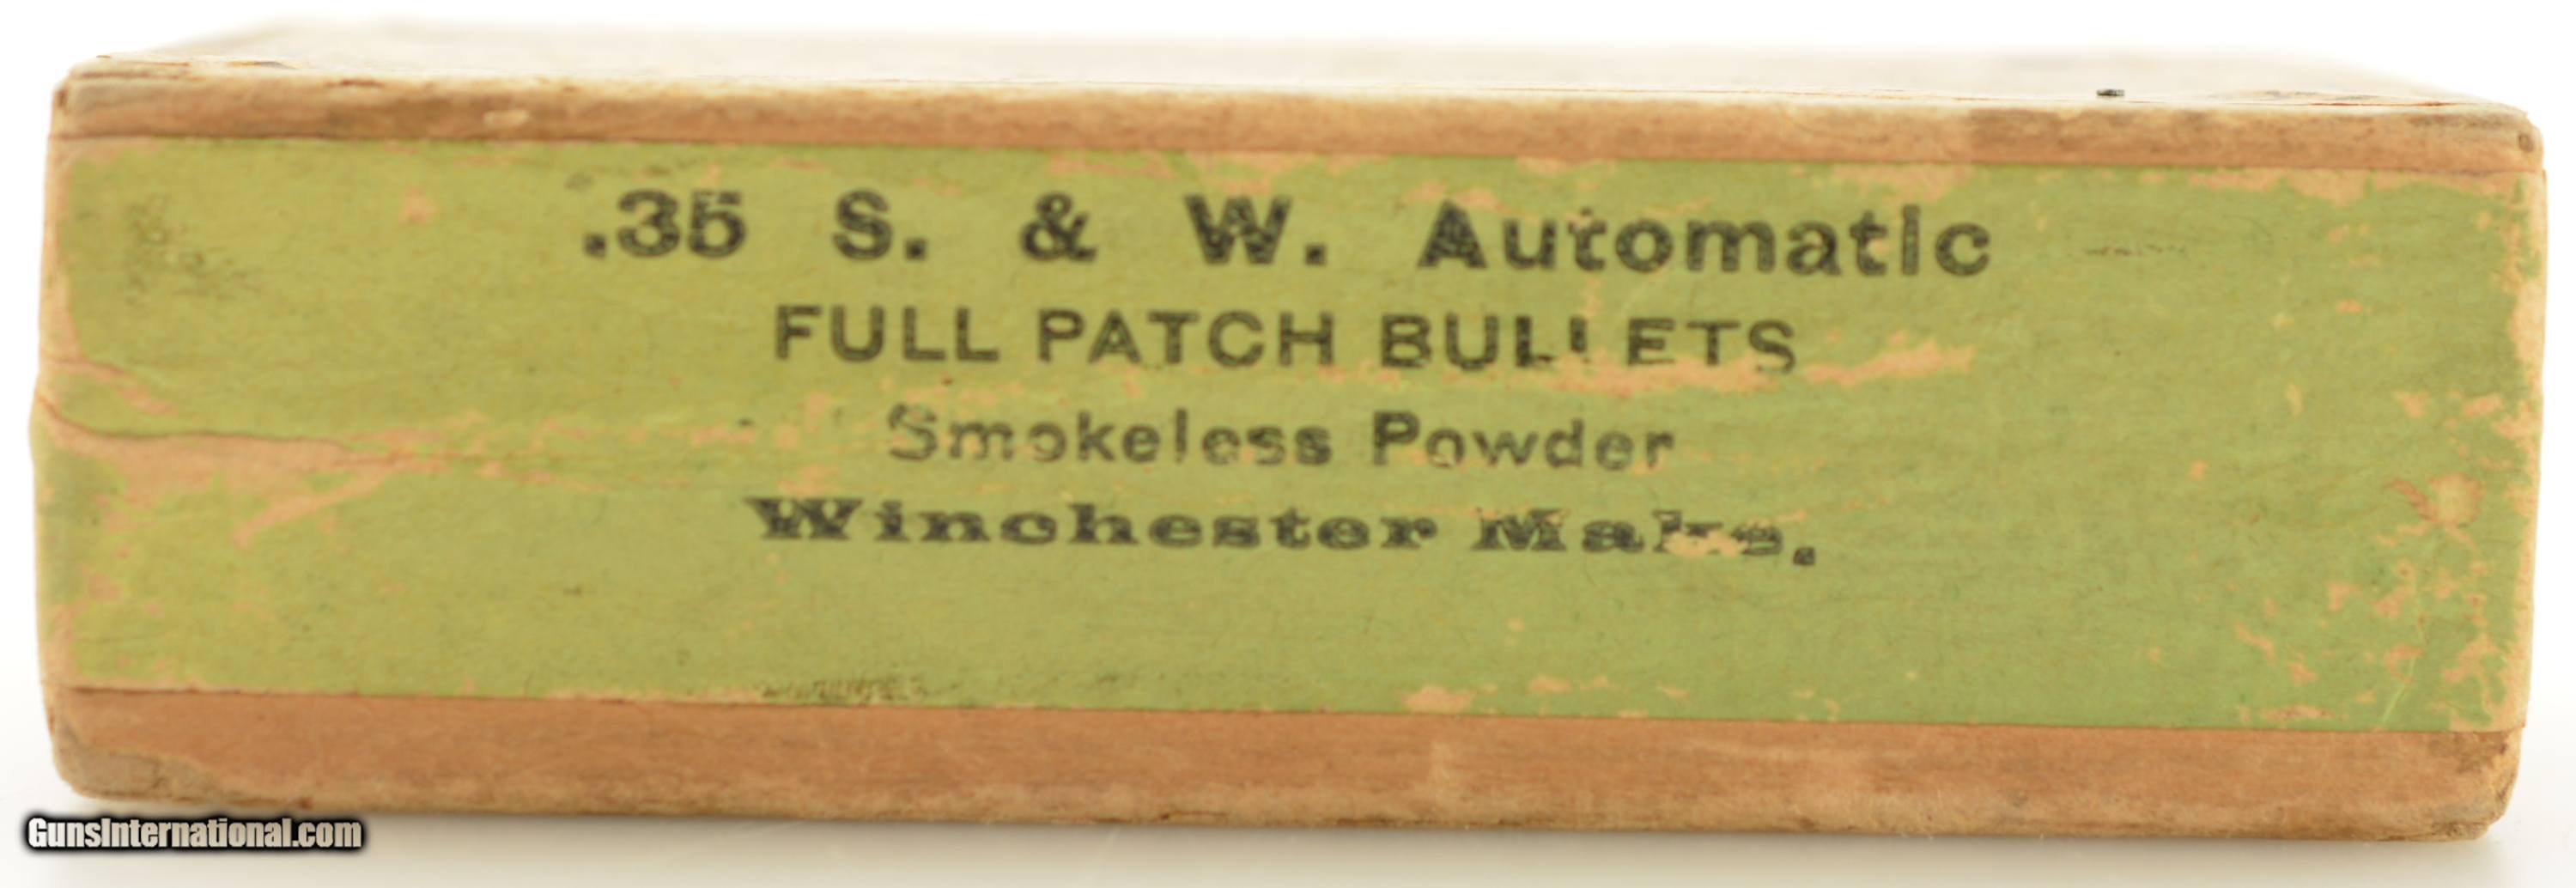 .35 S. & W. Automatic
FULL PATCH BULLETS
Smokeless Powder
Winchester Make.
GunsInternational.com